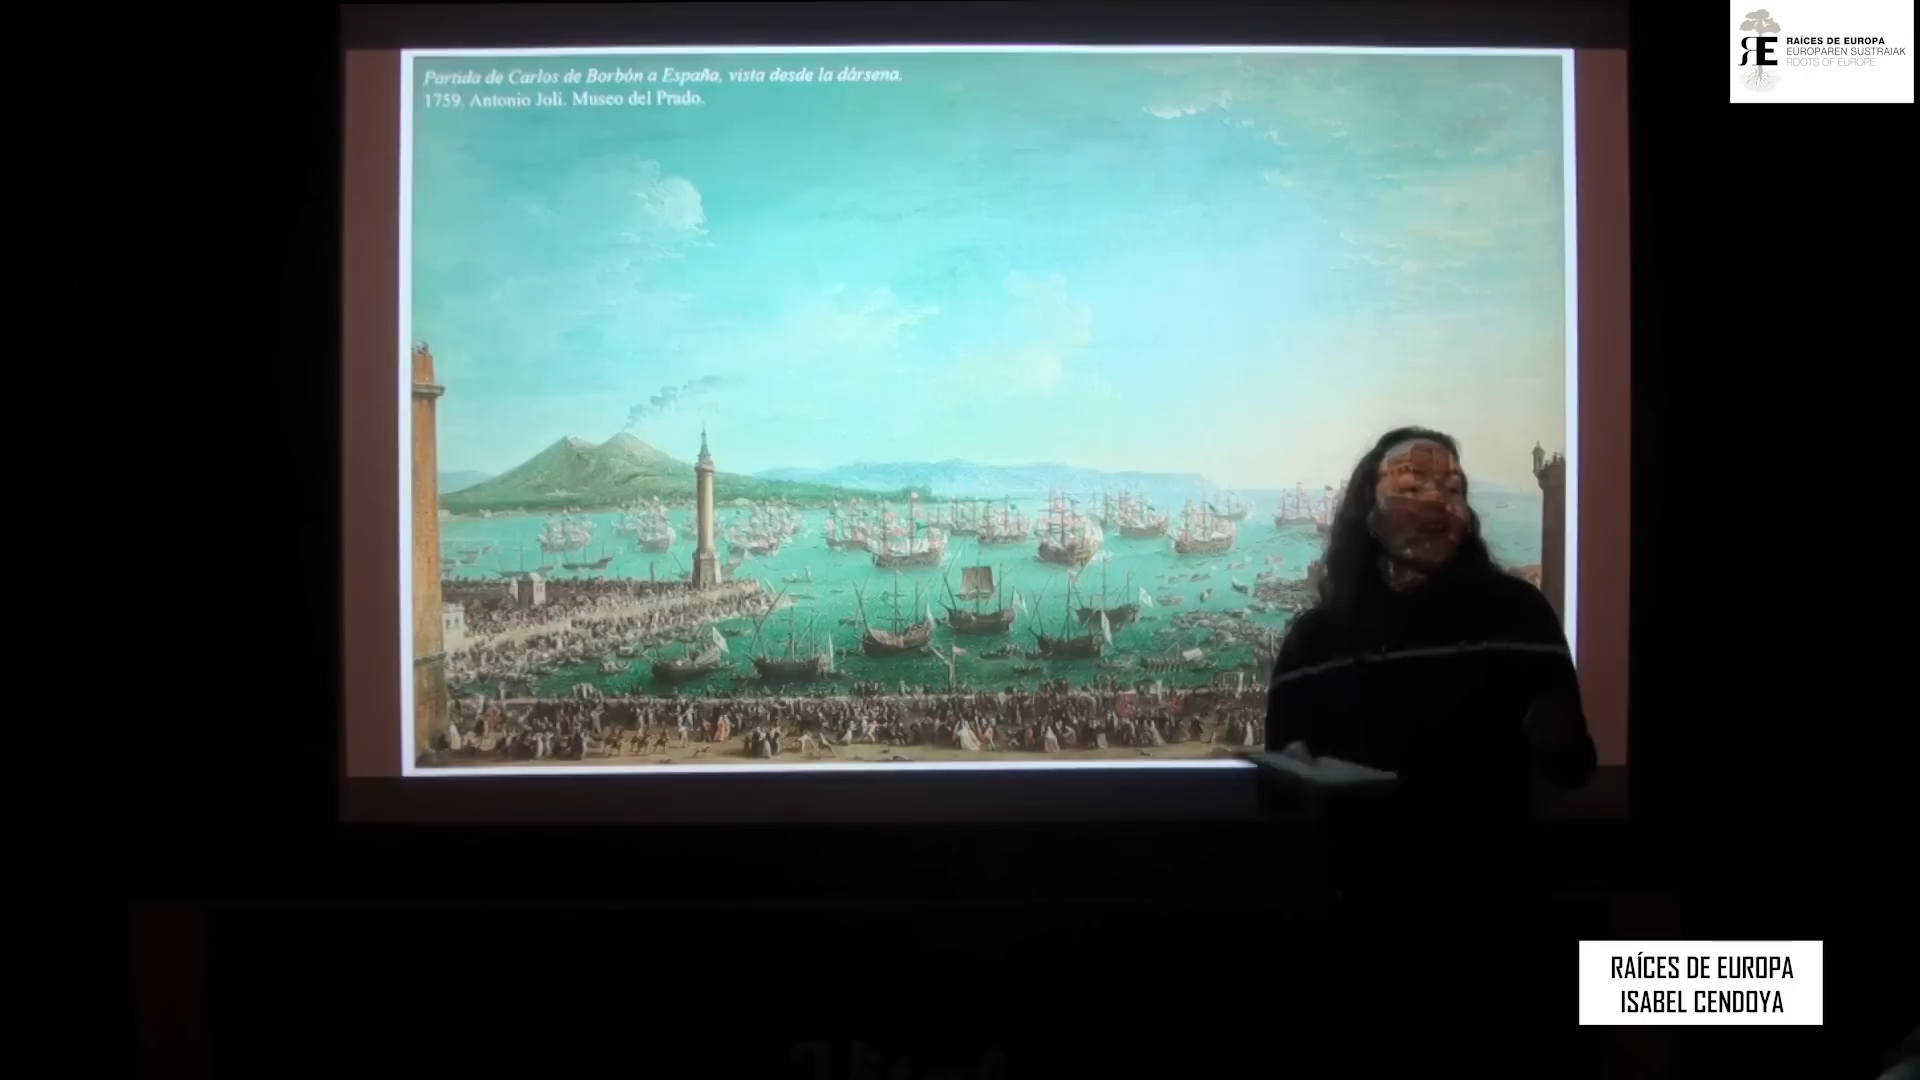 Partida de Carlos de Borbón a España, vista desde la dársena.
1759. Antonio Joli. Museo del Prado.
RE
RAÍCES DE EUROPA
EUROPAREN SUSTRAIAK
ROOTS OF EUROPE
RAÍCES DE EUROPA
ISABEL CENDOYA